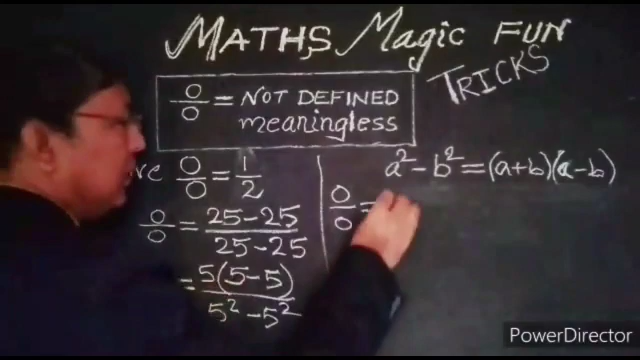 MATHS Magic FUN
TRICKS
0/0 = NOT DEFINED
meaningless
0/0 = 1/2
0/0 = 25-25/25-25
= 5(5-5)/5²-5²
a²-b²=(a+b)(a-b)
0/0 =
PowerDirector